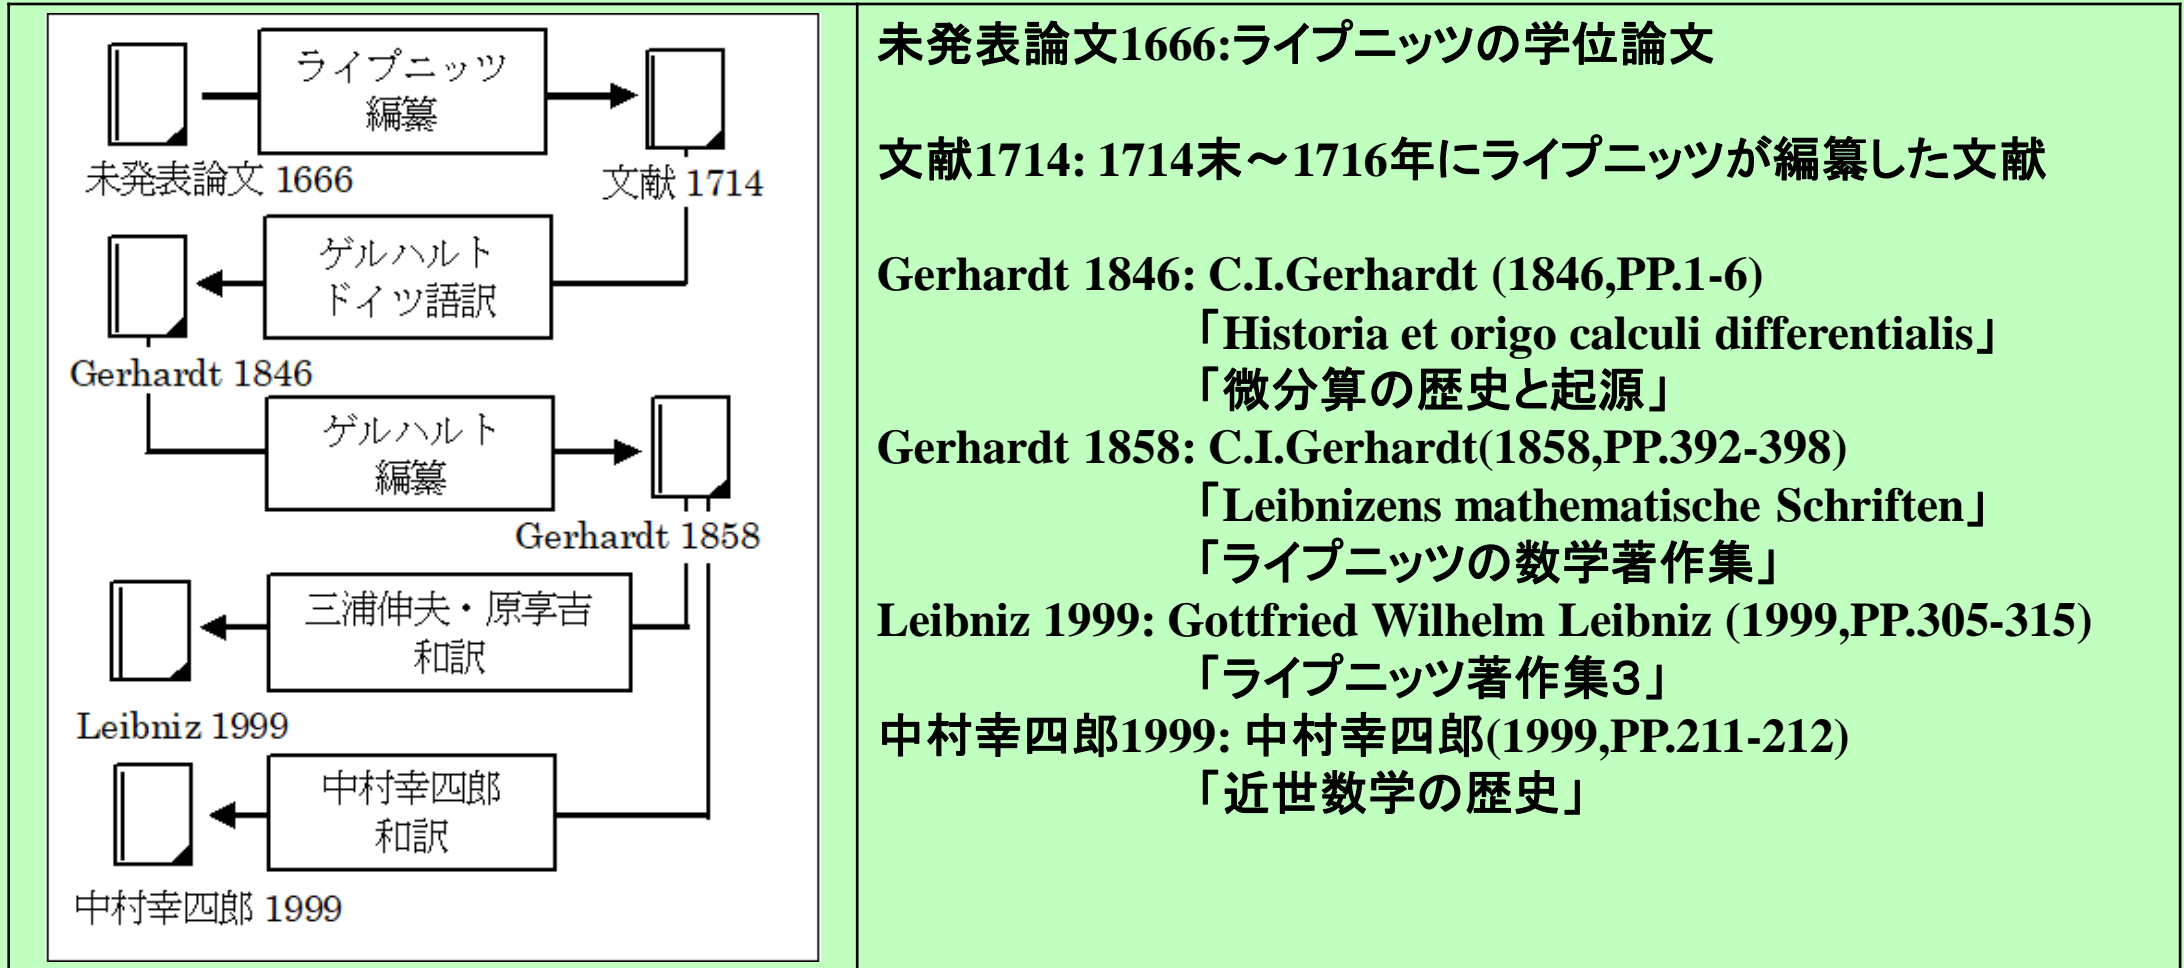 ライプニッツ
編纂
未発表論文 1666
文献 1714
ゲルハルト
ドイツ語訳
Gerhardt 1846
ゲルハルト
編纂
Gerhardt 1858
三浦伸夫・原享吉
和訳
Leibniz 1999
中村幸四郎
和訳
中村幸四郎 1999
未発表論文1666:ライプニッツの学位論文
文献1714: 1714末～1716年にライプニッツが編纂した文献
Gerhardt 1846: C.I.Gerhardt (1846,PP.1-6)
「Historia et origo calculi differentialis」
「微分算の歴史と起源」
Gerhardt 1858: C.I.Gerhardt(1858,PP.392-398)
「Leibnizens mathematische Schriften」
「ライプニッツの数学著作集」
Leibniz 1999: Gottfried Wilhelm Leibniz (1999,PP.305-315)
「ライプニッツ著作集３」
中村幸四郎1999: 中村幸四郎(1999,PP.211-212)
「近世数学の歴史」